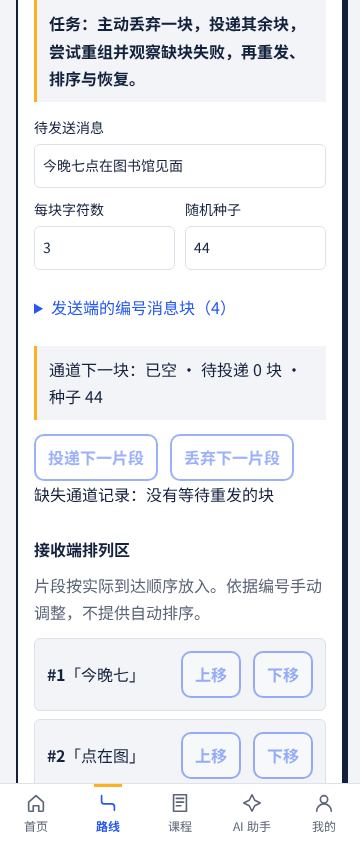 任务：主动丢弃一块，投递其余块，
尝试重组并观察缺块失败，再重发、
排序与恢复。
待发送消息
今晚七点在图书馆见面
每块字符数
随机种子
3
44
▶ 发送端的编号消息块（4）
通道下一块：已空 · 待投递 0 块 ·
种子 44
投递下一片段
丢弃下一片段
缺失通道记录：没有等待重发的块
接收端排列区
片段按实际到达顺序放入。依据编号手动
调整，不提供自动排序。
#1「今晚七」
上移
下移
#2「点在图」
上移
下移
首页
路线
课程
AI 助手
我的